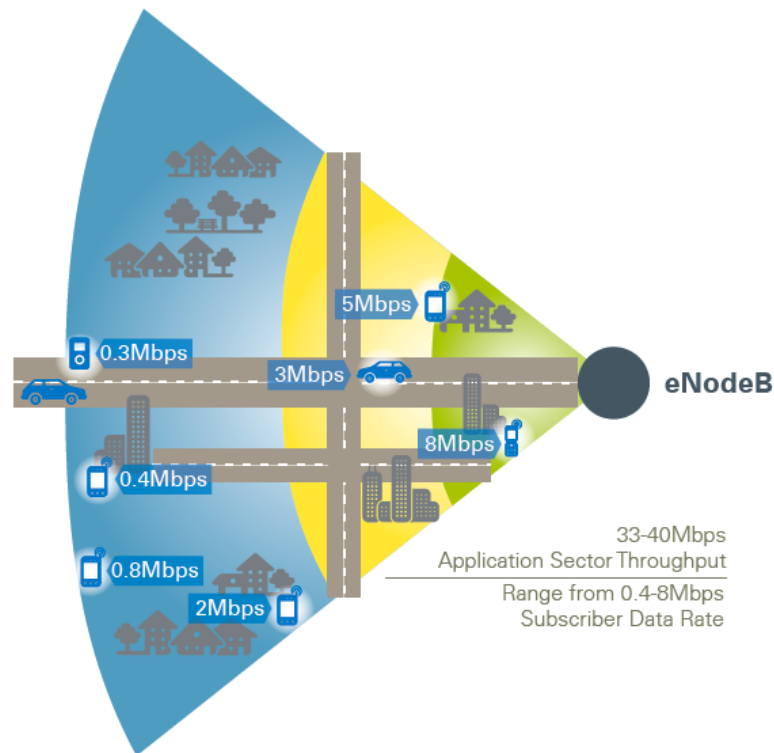 5Mbps
0.3Mbps
3Mbps
eNodeB
8Mbps
0.4Mbps
33-40Mbps
Application Sector Throughput
0.8Mbps
Range from 0.4-8Mbps
2Mbps
Subscriber Data Rate